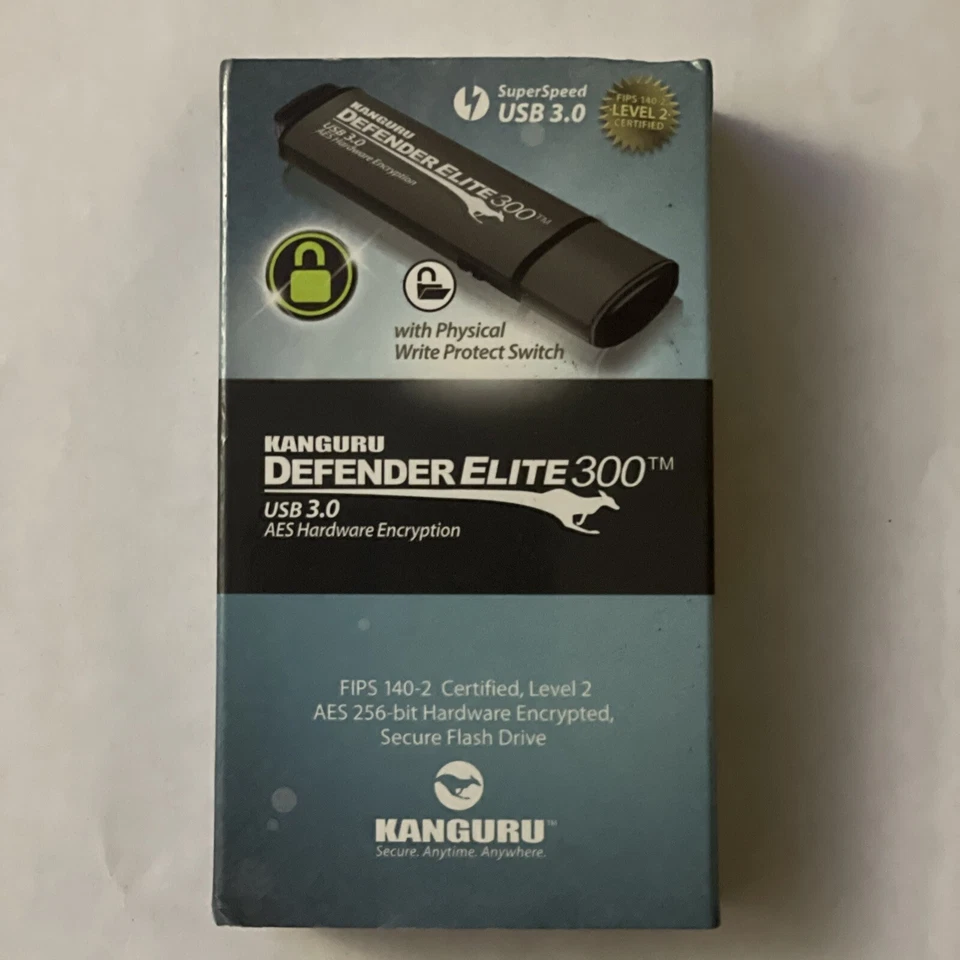 SuperSpeed
USB 3.0
FIPS 140-2
LEVEL 2
CERTIFIED
KANGURU
DEFENDER ELITE300™
USB 3.0
AES Hardware Encryption
with Physical
Write Protect Switch
KANGURU
DEFENDER ELITE300™
USB 3.0
AES Hardware Encryption
FIPS 140-2 Certified, Level 2
AES 256-bit Hardware Encrypted,
Secure Flash Drive
KANGURU™
Secure. Anytime. Anywhere.